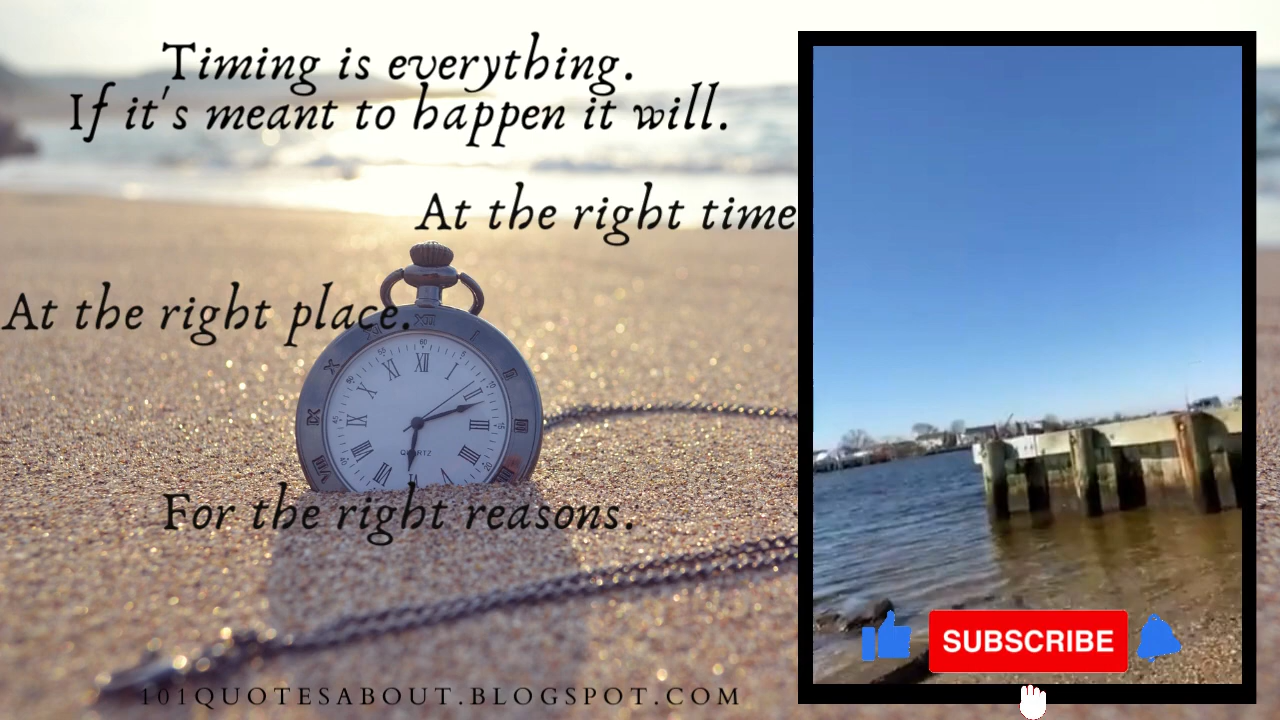 Timing is everything.
If it's meant to happen it will.
At the right time
At the right place.
For the right reasons.
QUARTZ
101QUOTESABOUT.BLOGSPOT.COM
SUBSCRIBE